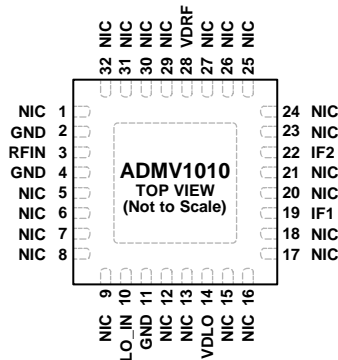 32 NIC
31 NIC
30 NIC
29 NIC
28 VDRF
27 NIC
26 NIC
25 NIC
NIC 1
GND 2
RFIN 3
GND 4
NIC 5
NIC 6
NIC 7
NIC 8
ADMV1010
TOP VIEW
(Not to Scale)
24 NIC
23 NIC
22 IF2
21 NIC
20 NIC
19 IF1
18 NIC
17 NIC
NIC 9
LO_IN 10
GND 11
NIC 12
NIC 13
VDLO 14
NIC 15
NIC 16